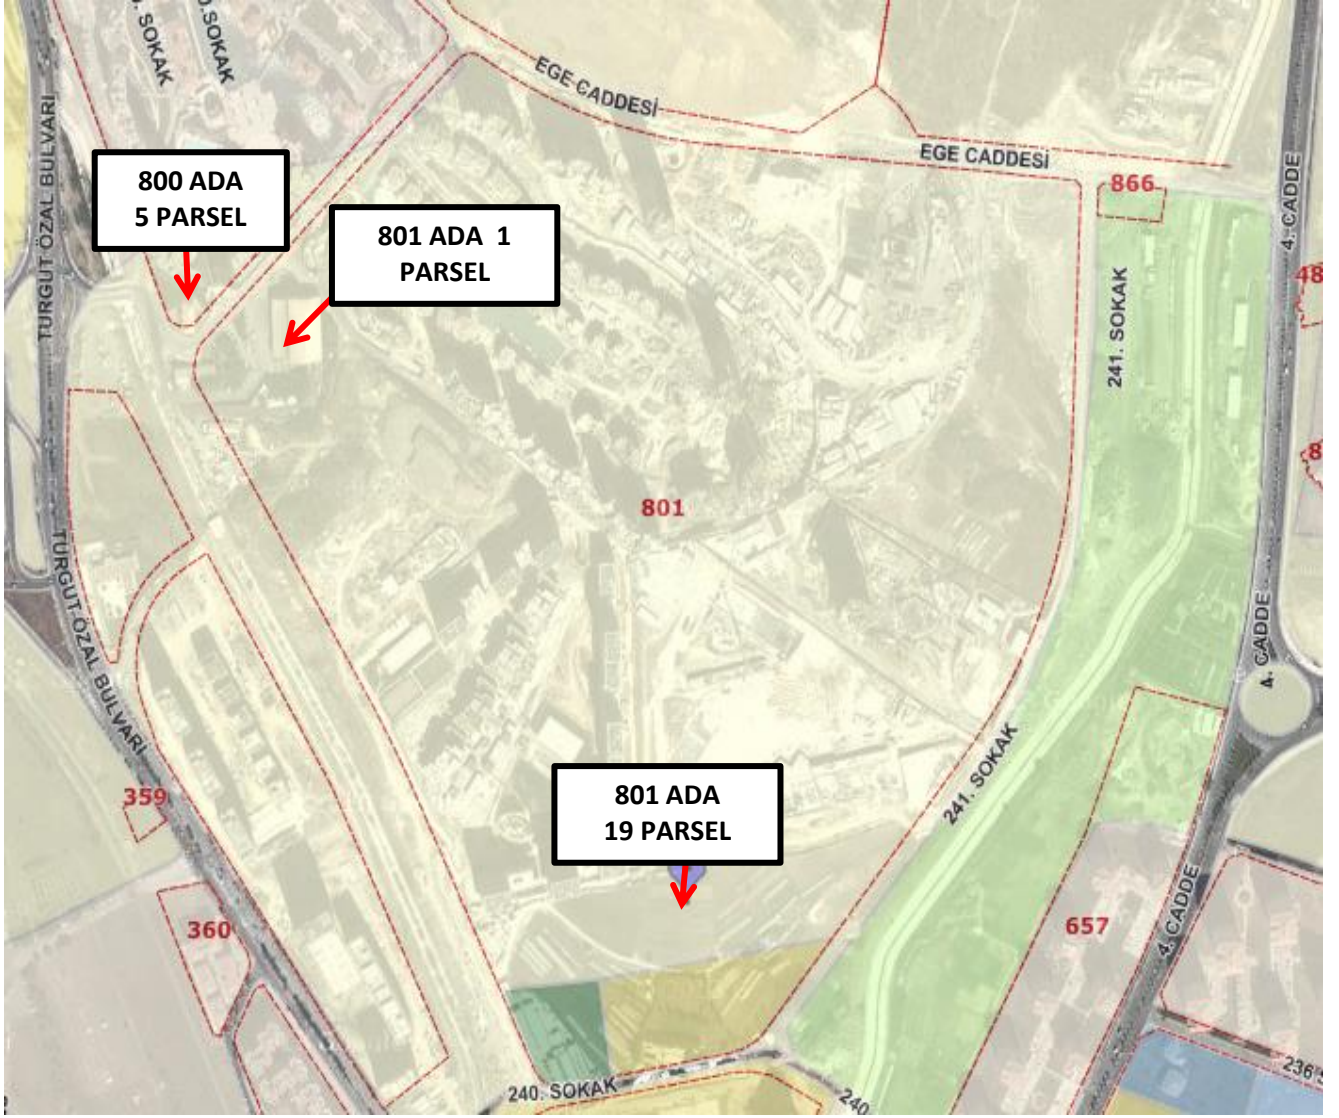 SOKAK
SOKAK
EGE CADDESİ
EGE CADDESİ
TURGUT ÖZAL BULVARI
4. CADDE
800 ADA
5 PARSEL
866
801 ADA 1
PARSEL
48
241. SOKAK
8
801
TURGUT ÖZAL BULVARI
4. CADDE
241. SOKAK
359
801 ADA
19 PARSEL
360
657
4. CADDE
240. SOKAK
240
236